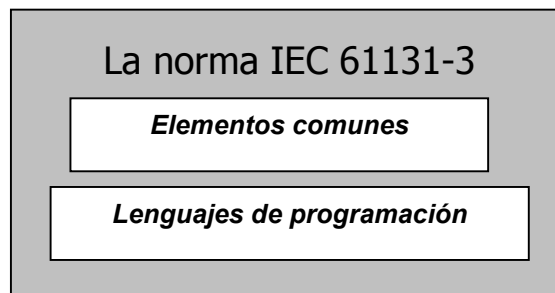 La norma IEC 61131-3
Elementos comunes
Lenguajes de programación